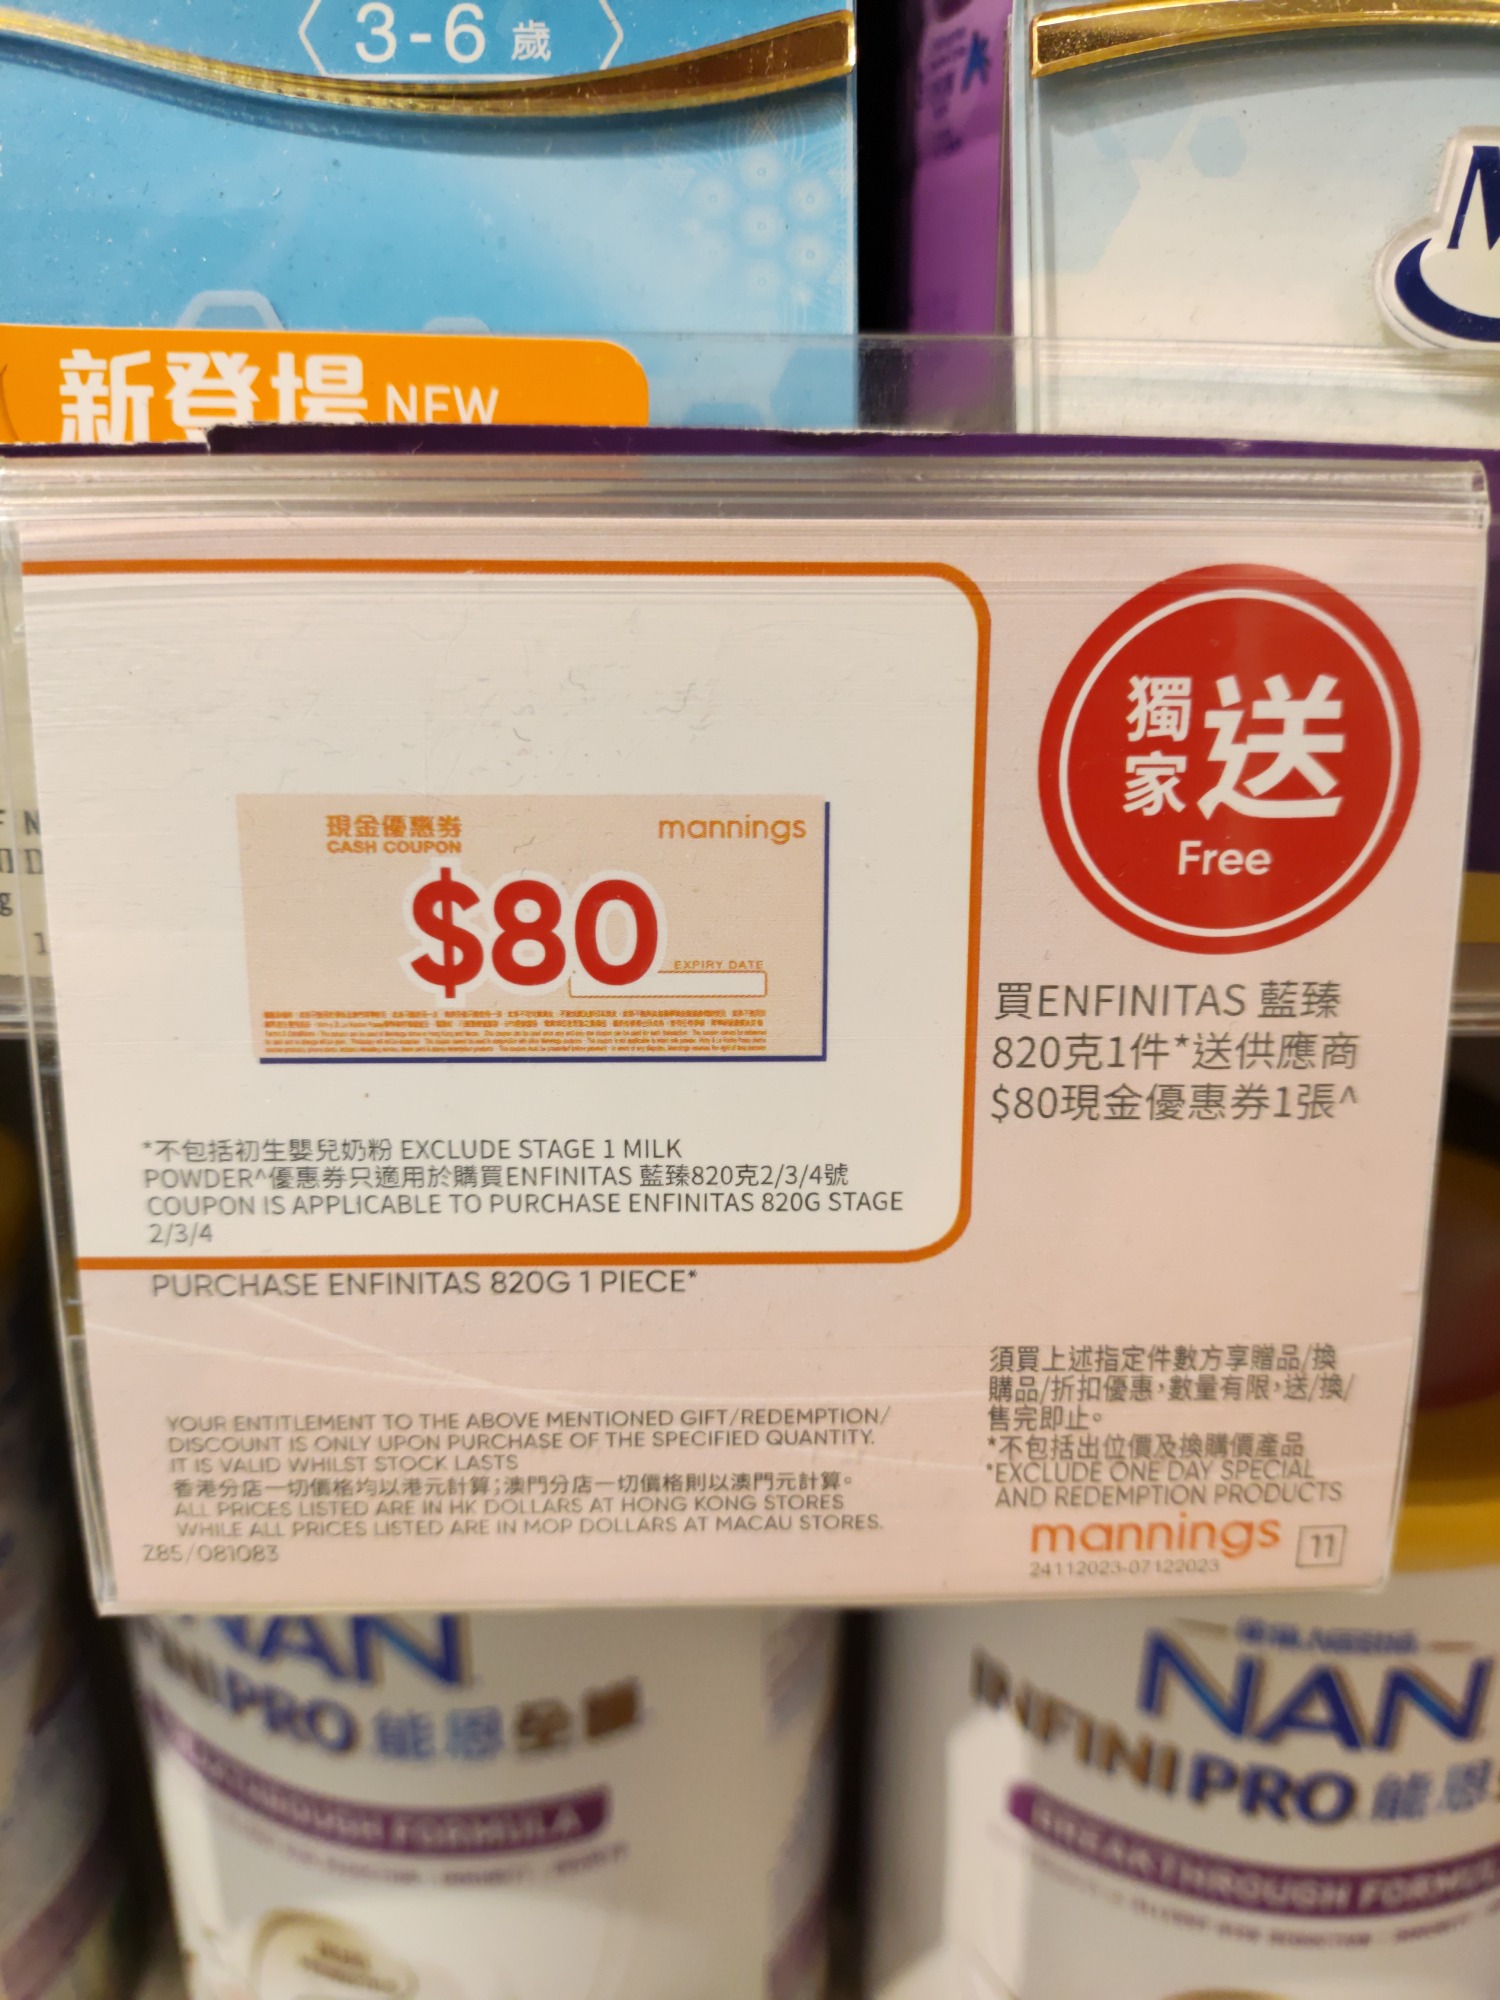 3-6 歲
新登場 NEW
現金優惠券
CASH COUPON
mannings
$80
EXPIRY DATE
獨家送
Free
買ENFINITAS 藍臻
820克1件*送供應商
$80現金優惠券1張^
*不包括初生嬰兒奶粉 EXCLUDE STAGE 1 MILK
POWDER^優惠券只適用於購買ENFINITAS 藍臻820克2/3/4號
COUPON IS APPLICABLE TO PURCHASE ENFINITAS 820G STAGE
2/3/4
PURCHASE ENFINITAS 820G 1 PIECE*
須買上述指定件數方享贈品/換
購品/折扣優惠，數量有限，送/換/
售完即止。
*不包括出位價及換購價產品
*EXCLUDE ONE DAY SPECIAL
AND REDEMPTION PRODUCTS
YOUR ENTITLEMENT TO THE ABOVE MENTIONED GIFT/REDEMPTION/
DISCOUNT IS ONLY UPON PURCHASE OF THE SPECIFIED QUANTITY.
IT IS VALID WHILST STOCK LASTS
香港分店一切價格均以港元計算；澳門分店一切價格則以澳門元計算。
ALL PRICES LISTED ARE IN HK DOLLARS AT HONG KONG STORES
WHILE ALL PRICES LISTED ARE IN MOP DOLLARS AT MACAU STORES.
Z85/081083
mannings 11
24112023-07122023
NAN
INFINIPRO 能恩全護
BREAKTHROUGH FORMULA
NAN
INFINIPRO 能恩
BREAKTHROUGH FORMULA